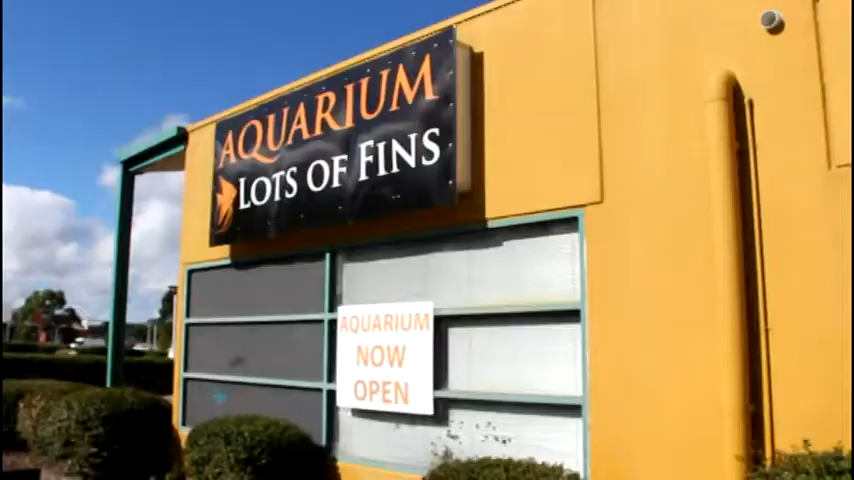 AQUARIUM
LOTS OF FINS
AQUARIUM
NOW
OPEN